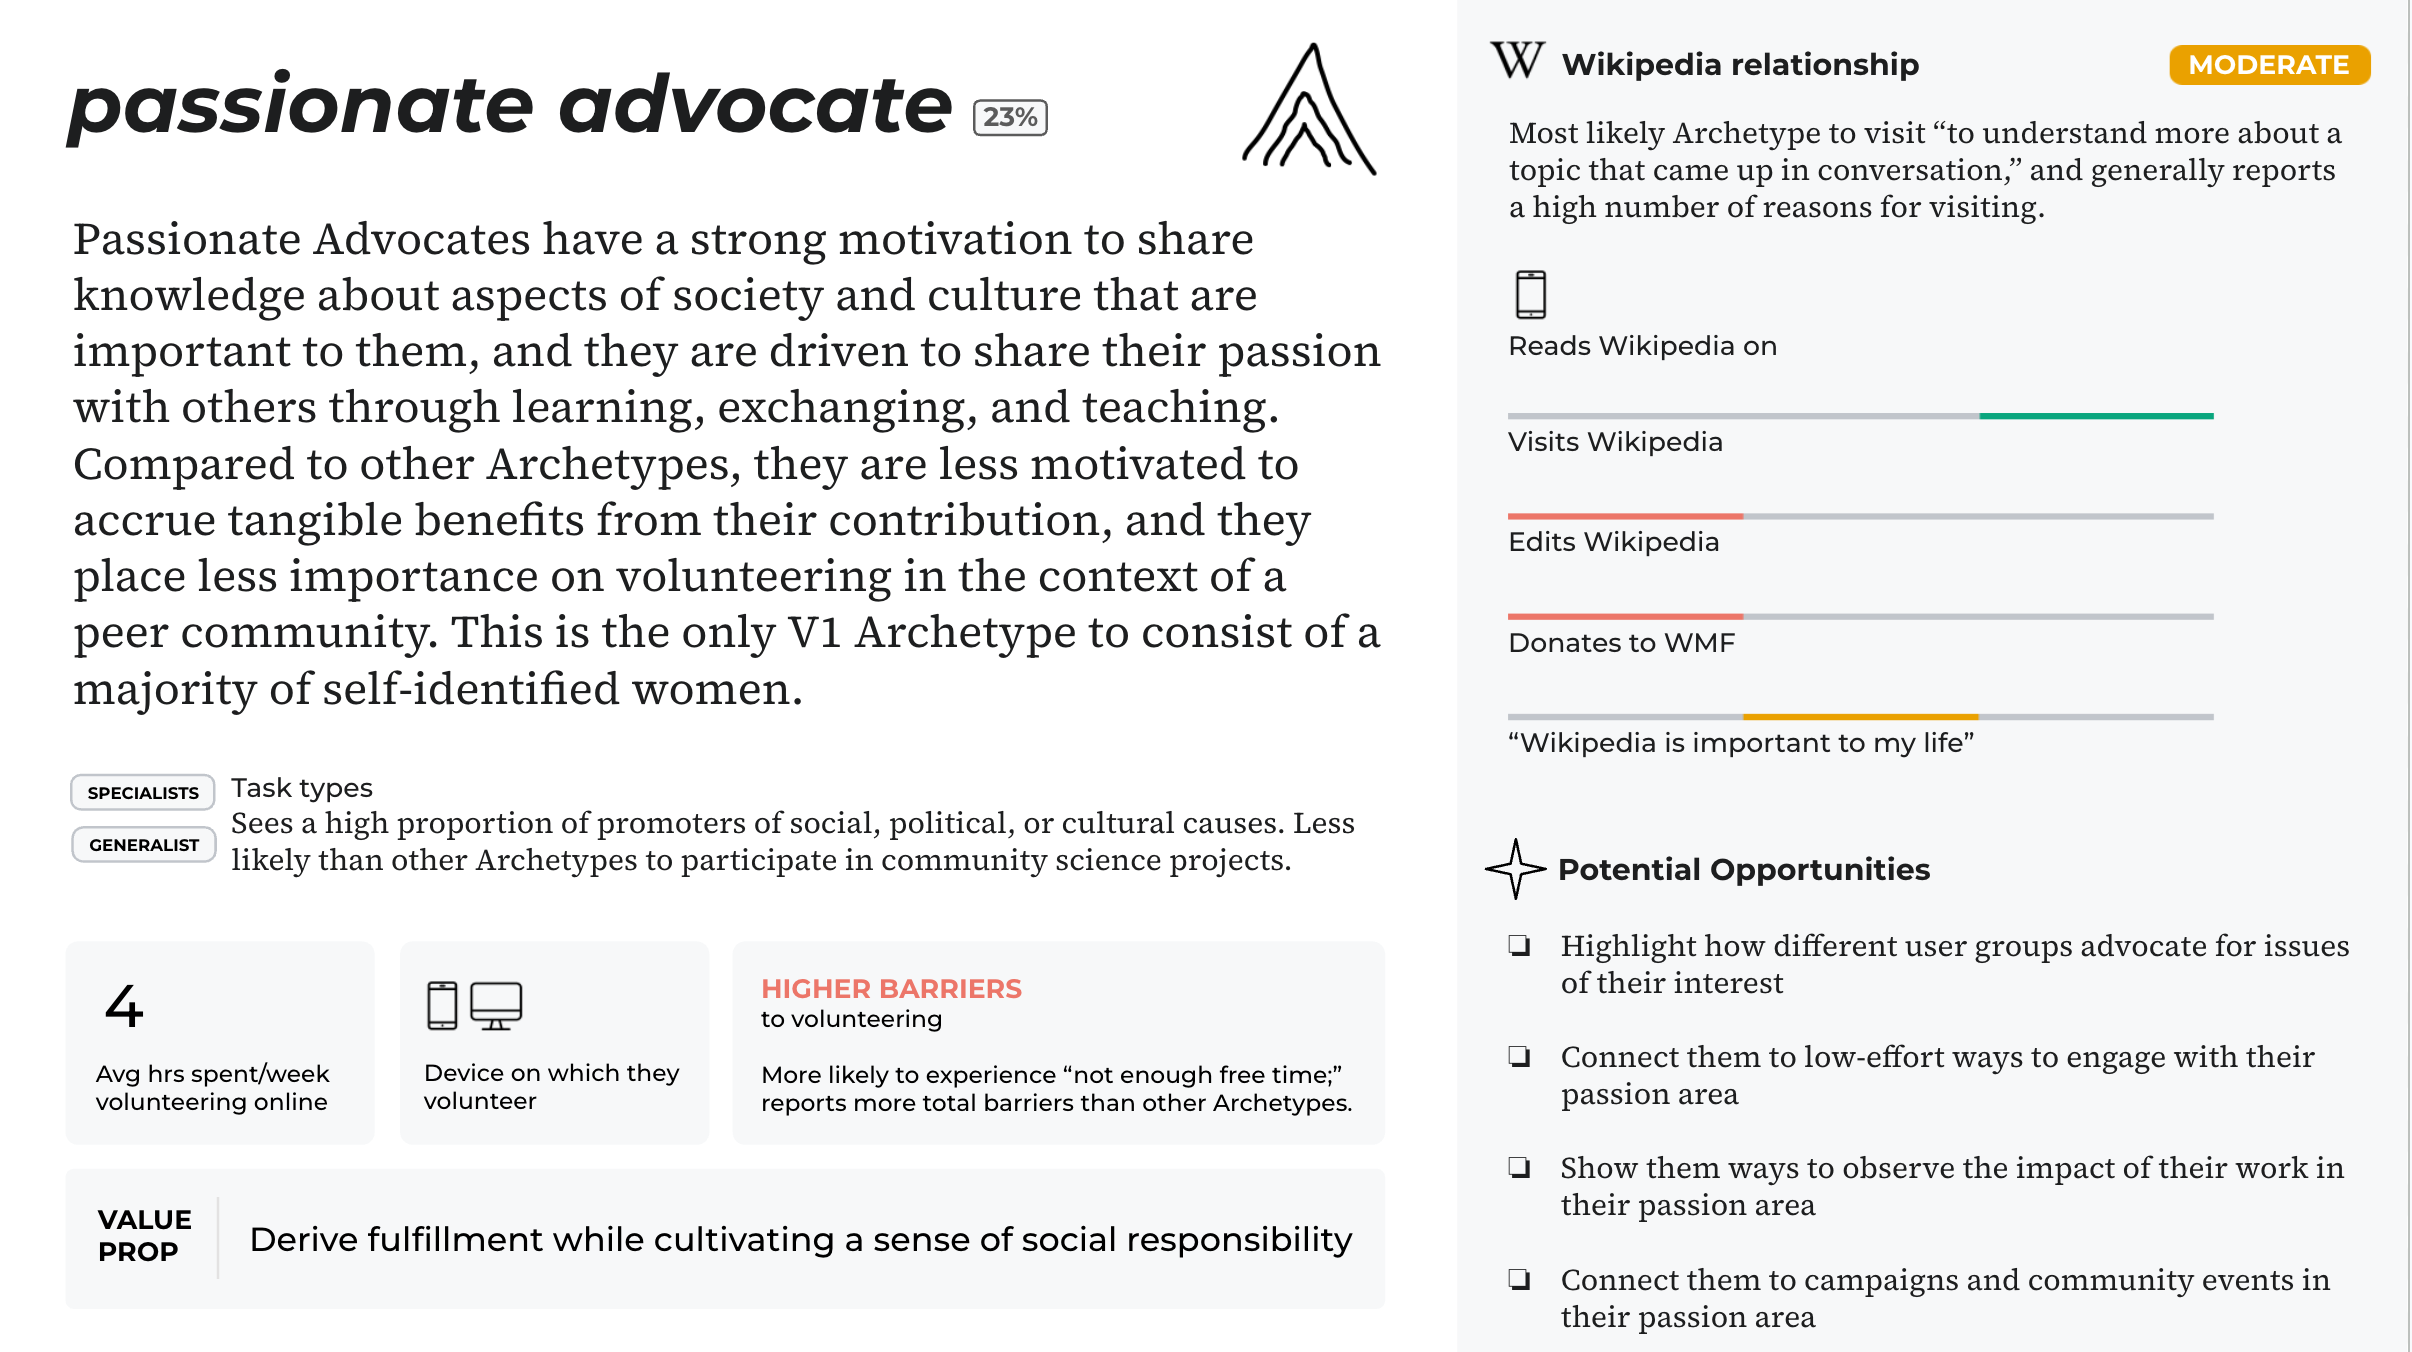 passionate advocate 23%
Passionate Advocates have a strong motivation to share
knowledge about aspects of society and culture that are
important to them, and they are driven to share their passion
with others through learning, exchanging, and teaching.
Compared to other Archetypes, they are less motivated to
accrue tangible benefits from their contribution, and they
place less importance on volunteering in the context of a
peer community. This is the only V1 Archetype to consist of a
majority of self-identified women.
SPECIALISTS
GENERALIST
Task types
Sees a high proportion of promoters of social, political, or cultural causes. Less
likely than other Archetypes to participate in community science projects.
4
Avg hrs spent/week
volunteering online
Device on which they
volunteer
HIGHER BARRIERS
to volunteering
More likely to experience “not enough free time;”
reports more total barriers than other Archetypes.
VALUE
PROP
Derive fulfillment while cultivating a sense of social responsibility
W Wikipedia relationship
MODERATE
Most likely Archetype to visit “to understand more about a
topic that came up in conversation,” and generally reports
a high number of reasons for visiting.
Reads Wikipedia on
Visits Wikipedia
Edits Wikipedia
Donates to WMF
“Wikipedia is important to my life”
Potential Opportunities
❏ Highlight how different user groups advocate for issues
of their interest
❏ Connect them to low-effort ways to engage with their
passion area
❏ Show them ways to observe the impact of their work in
their passion area
❏ Connect them to campaigns and community events in
their passion area